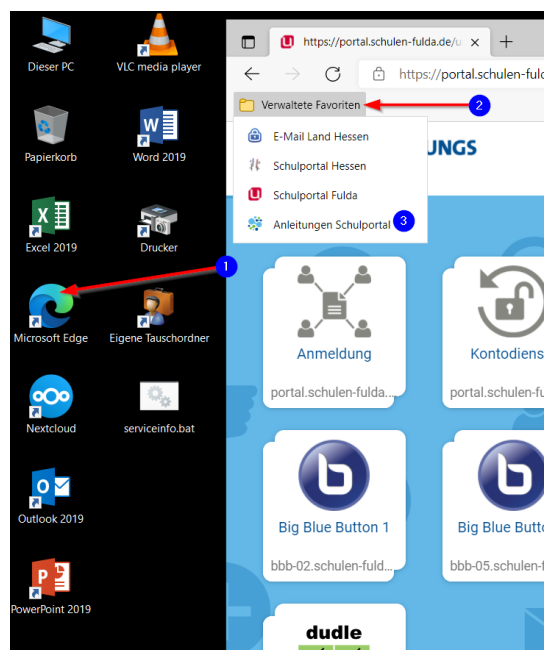 Dieser PC
VLC media player
Papierkorb
Word 2019
Excel 2019
Drucker
1
Microsoft Edge
Eigene Tauschordner
Nextcloud
serviceinfo.bat
Outlook 2019
PowerPoint 2019
https://portal.schulen-fulda.de/u
https://portal.schulen-fuld
Verwaltete Favoriten
2
E-Mail Land Hessen
Schulportal Hessen
Schulportal Fulda
Anleitungen Schulportal
3
UNGS
Anmeldung
portal.schulen-fulda...
Kontodiens
portal.schulen-fu
Big Blue Button 1
bbb-02.schulen-fuld...
Big Blue Butto
bbb-05.schulen-f
dudle